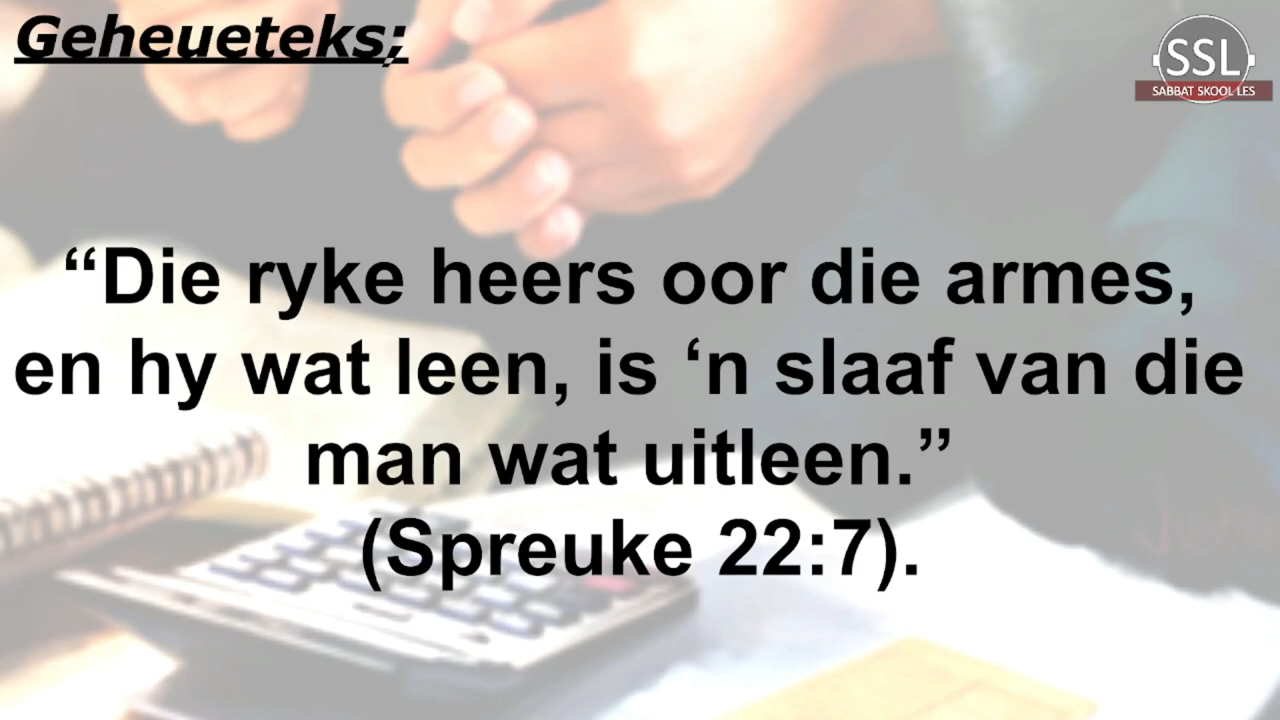 Geheueteks;
SSL
SABBAT SKOOL LES
“Die ryke heers oor die armes,
en hy wat leen, is ‘n slaaf van die
man wat uitleen.”
(Spreuke 22:7).